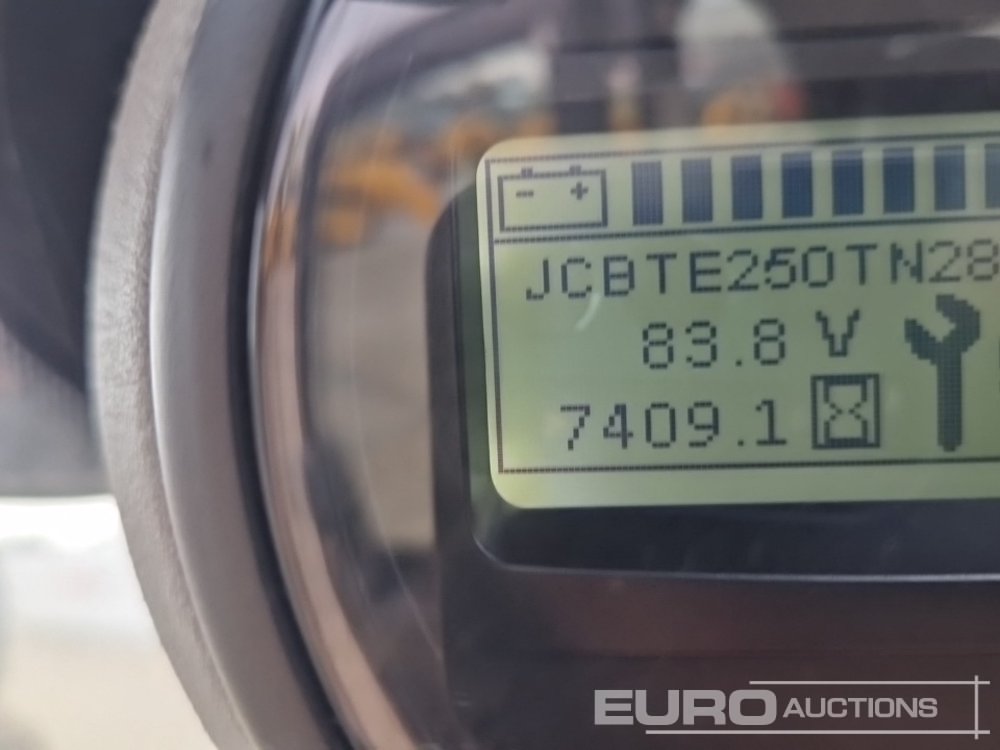 - +
JCBTE250TN28
83.8 V
7409.1
EURO AUCTIONS